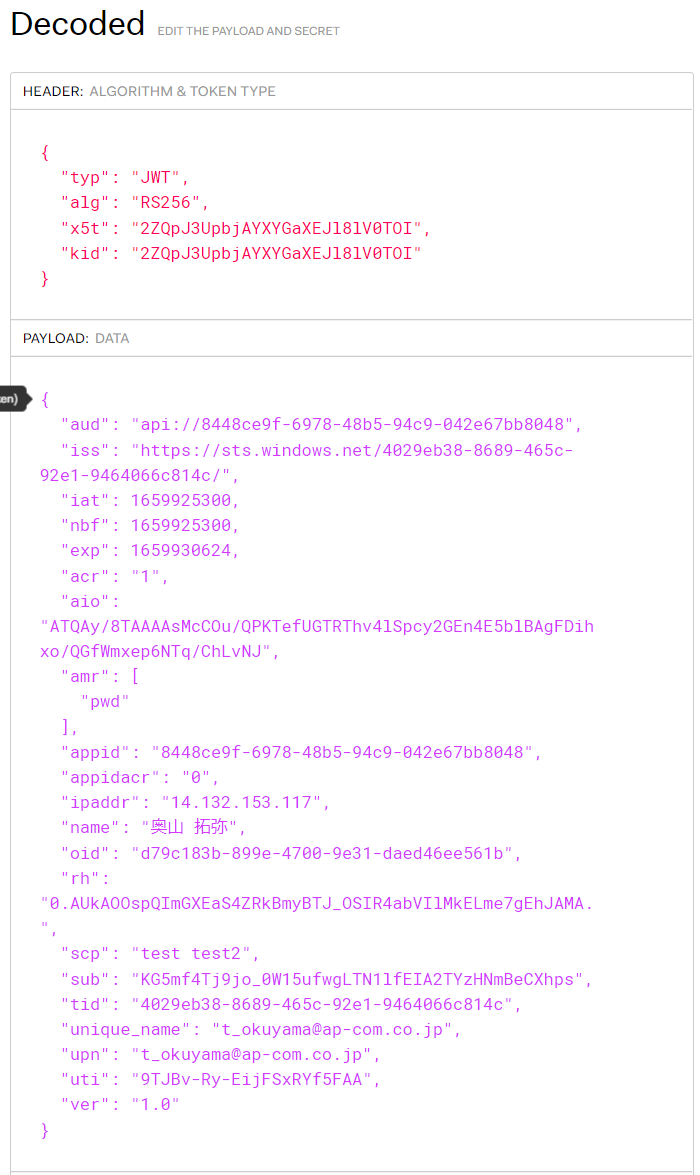 Decoded EDIT THE PAYLOAD AND SECRET
HEADER: ALGORITHM & TOKEN TYPE
{
"typ": "JWT",
"alg": "RS256",
"x5t": "2ZQpJ3UpbjAYXYGaXEJl8lV0TOI",
"kid": "2ZQpJ3UpbjAYXYGaXEJl8lV0TOI"
}
PAYLOAD: DATA
en)
{
"aud": "api://8448ce9f-6978-48b5-94c9-042e67bb8048",
"iss": "https://sts.windows.net/4029eb38-8689-465c-
92e1-9464066c814c/",
"iat": 1659925300,
"nbf": 1659925300,
"exp": 1659930624,
"acr": "1",
"aio":
"ATQAy/8TAAAAsMcCOu/QPKTefUGTRThv4lSpcy2GEn4E5blBAgFDih
xo/QGfWmxep6NTq/ChLvNJ",
"amr": [
"pwd"
],
"appid": "8448ce9f-6978-48b5-94c9-042e67bb8048",
"appidacr": "0",
"ipaddr": "14.132.153.117",
"name": "奥山 拓弥",
"oid": "d79c183b-899e-4700-9e31-daed46ee561b",
"rh":
"0.AUkAOOspQImGXEaS4ZRkBmyBTJ_OSIR4abVIlMkELme7gEhJAMA.
",
"scp": "test test2",
"sub": "KG5mf4Tj9jo_0W15ufwgLTN1lfEIA2TYzHNmBeCXhps",
"tid": "4029eb38-8689-465c-92e1-9464066c814c",
"unique_name": "t_okuyama@ap-com.co.jp",
"upn": "t_okuyama@ap-com.co.jp",
"uti": "9TJBv-Ry-EijFSxRYf5FAA",
"ver": "1.0"
}